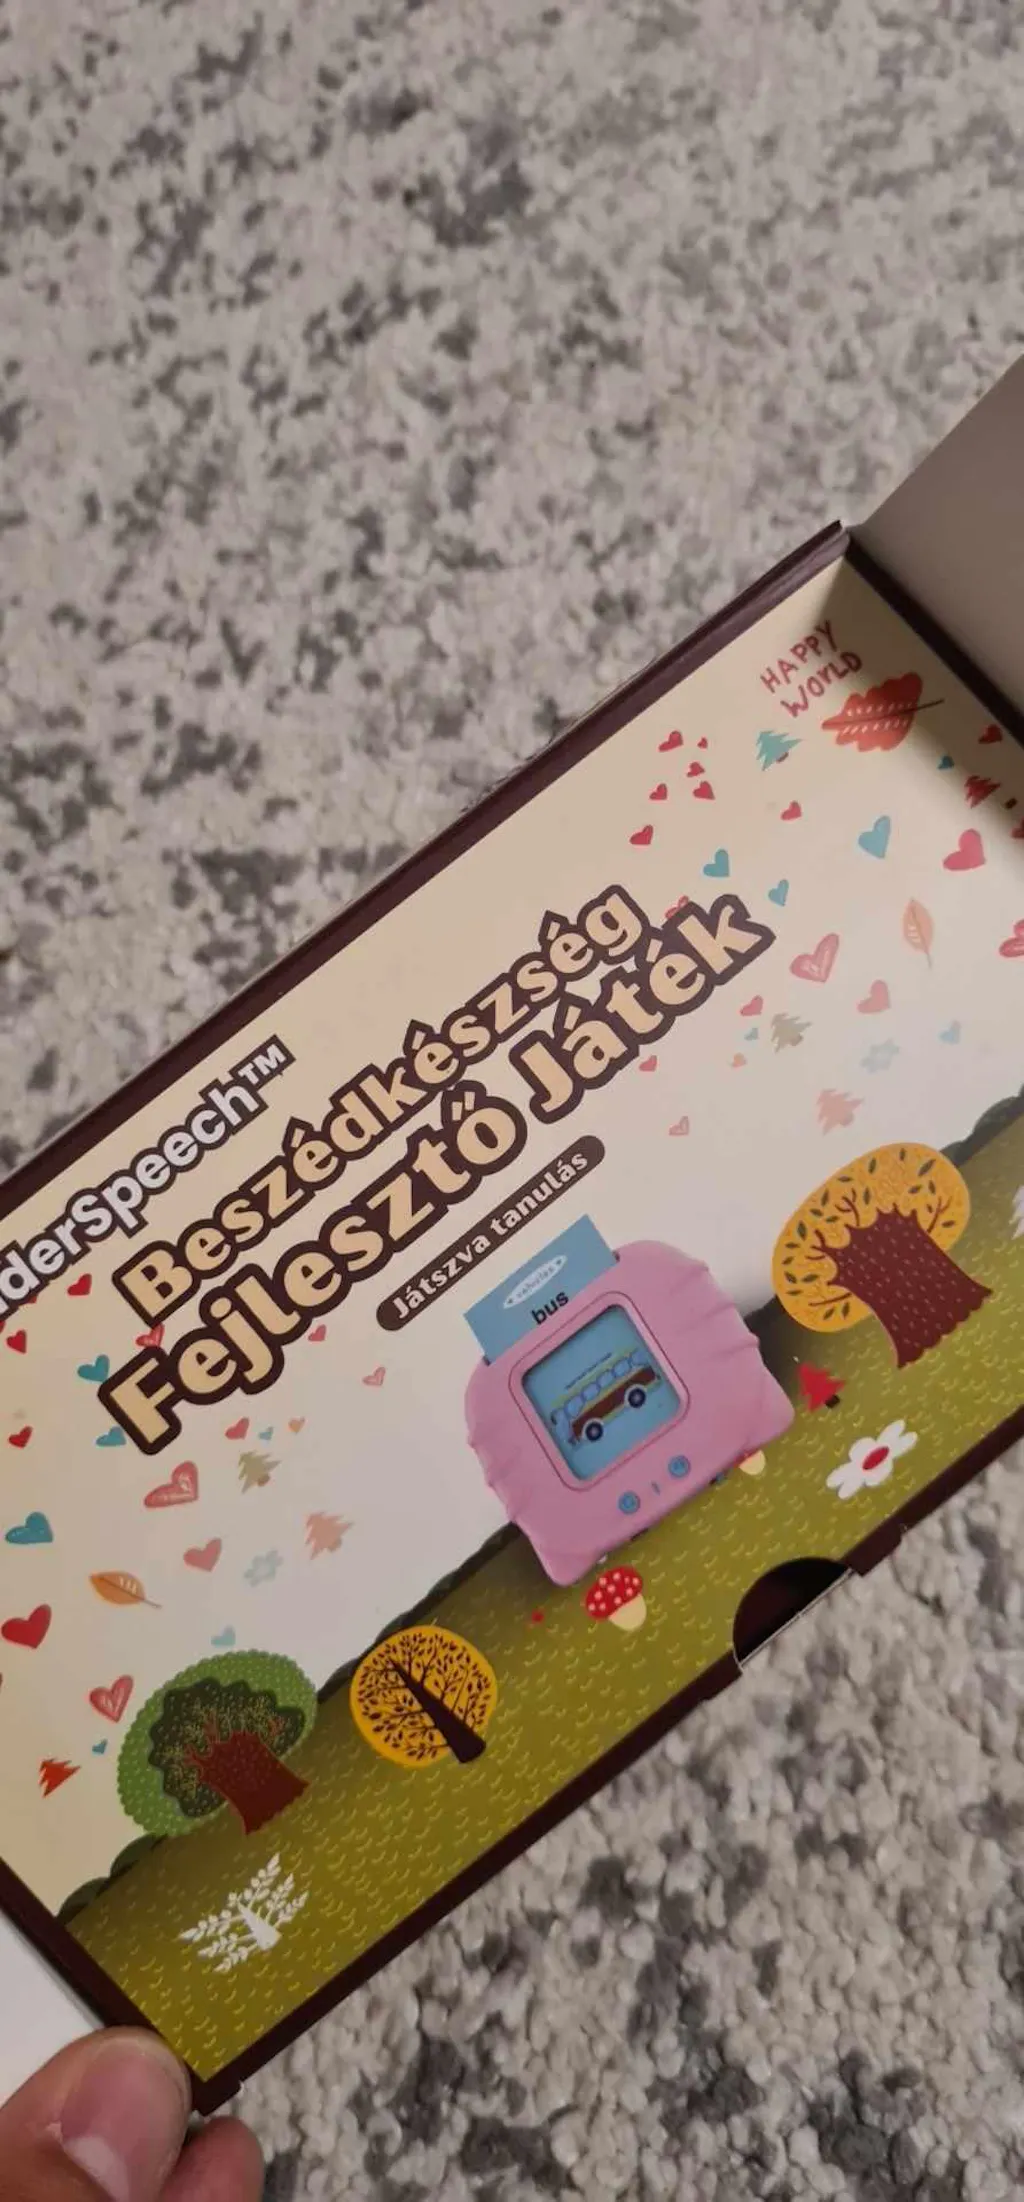 HAPPY
WORLD
derSpeech™
Beszédkészség
Fejlesztő Játék
Játszva tanulás
bus